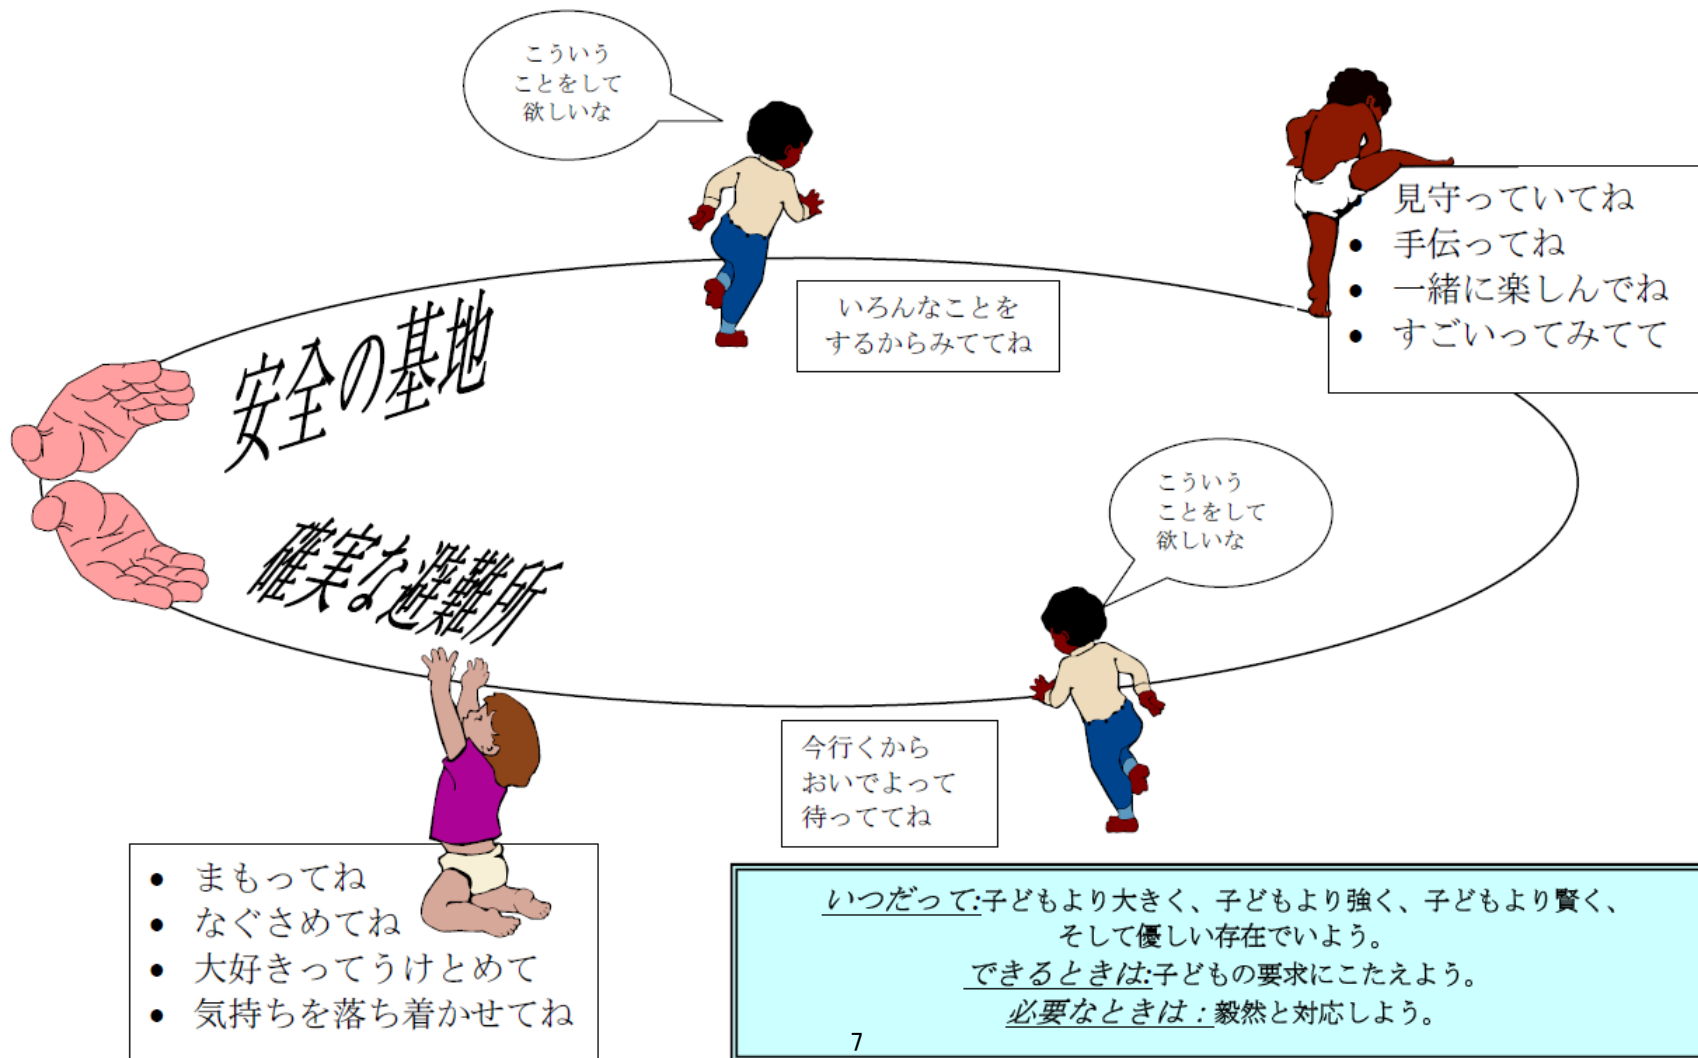 こういう
ことをして
欲しいな
見守っていてね
• 手伝ってね
• 一緒に楽しんでね
• すごいってみてて
いろんなことを
するからみててね
安全の基地
確実な避難所
こういう
ことをして
欲しいな
今行くから
おいでよって
待っててね
• まもってね
• なぐさめてね
• 大好きってうけとめて
• 気持ちを落ち着かせてね
いつだって:子どもより大きく、子どもより強く、子どもより賢く、
そして優しい存在でいよう。
できるときは:子どもの要求にこたえよう。
必要なときは：毅然と対応しよう。
7